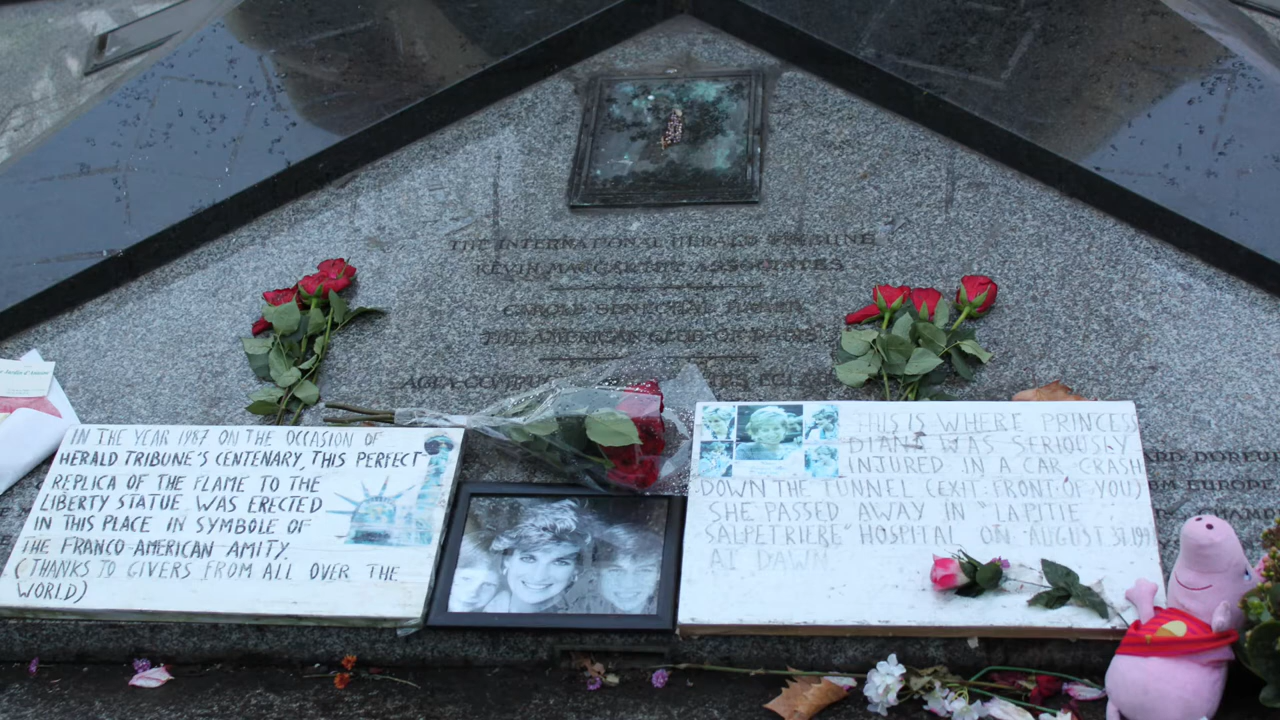 THE INTERNATIONAL HERALD TRIBUNE
KEVIN MACCARTHY ASSOCIATES
THE AMERICAN
IN THE YEAR 1987 ON THE OCCASION OF
HERALD TRIBUNE'S CENTENARY, THIS PERFECT
REPLICA OF THE FLAME TO THE
LIBERTY STATUE WAS ERECTED
IN THIS PLACE IN SYMBOLE OF
THE FRANCO-AMERICAN AMITY.
(THANKS TO GIVERS FROM ALL OVER THE
WORLD)
THIS IS WHERE PRINCESS
DIANA WAS SERIOUSLY
INJURED IN A CAR CRASH
DOWN THE TUNNEL (EXIT: FRONT OF YOU)
SHE PASSED AWAY IN "LAPITIE
SALPETRIERE" HOSPITAL ON AUGUST 31, 199
AT DAWN
EUROPE